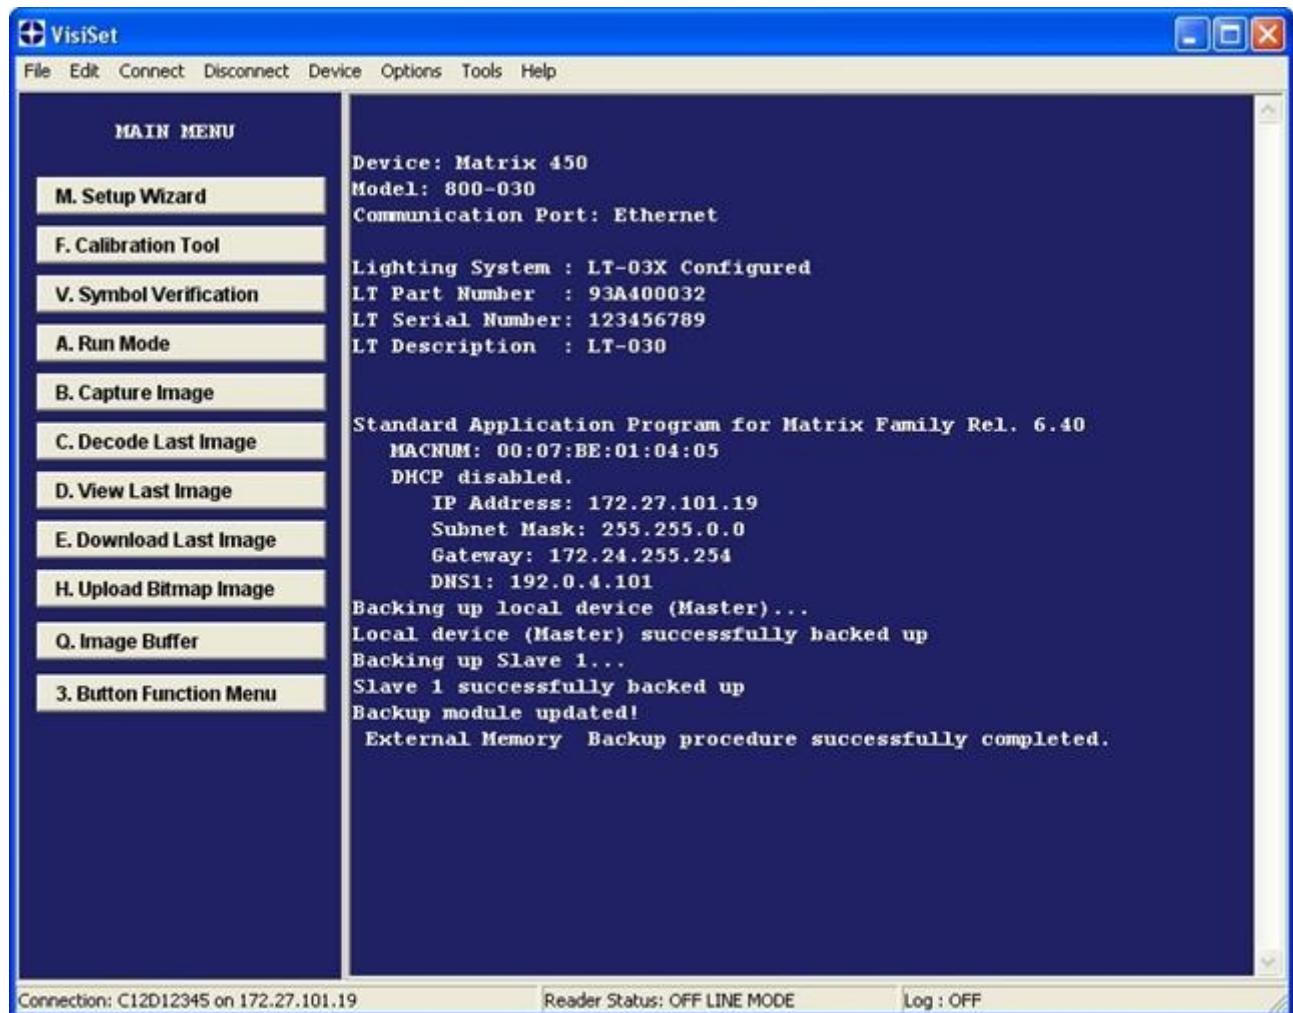 VisiSet
File Edit Connect Disconnect Device Options Tools Help
MAIN MENU
M. Setup Wizard
F. Calibration Tool
V. Symbol Verification
A. Run Mode
B. Capture Image
C. Decode Last Image
D. View Last Image
E. Download Last Image
H. Upload Bitmap Image
Q. Image Buffer
3. Button Function Menu
Device: Matrix 450
Model: 800-030
Communication Port: Ethernet
Lighting System : LT-03X Configured
LT Part Number : 93A400032
LT Serial Number: 123456789
LT Description : LT-030
Standard Application Program for Matrix Family Rel. 6.40
MACNUM: 00:07:BE:01:04:05
DHCP disabled.
IP Address: 172.27.101.19
Subnet Mask: 255.255.0.0
Gateway: 172.24.255.254
DNS1: 192.0.4.101
Backing up local device (Master)...
Local device (Master) successfully backed up
Backing up Slave 1...
Slave 1 successfully backed up
Backup module updated!
External Memory Backup procedure successfully completed.
Connection: C12D12345 on 172.27.101.19
Reader Status: OFF LINE MODE
Log : OFF